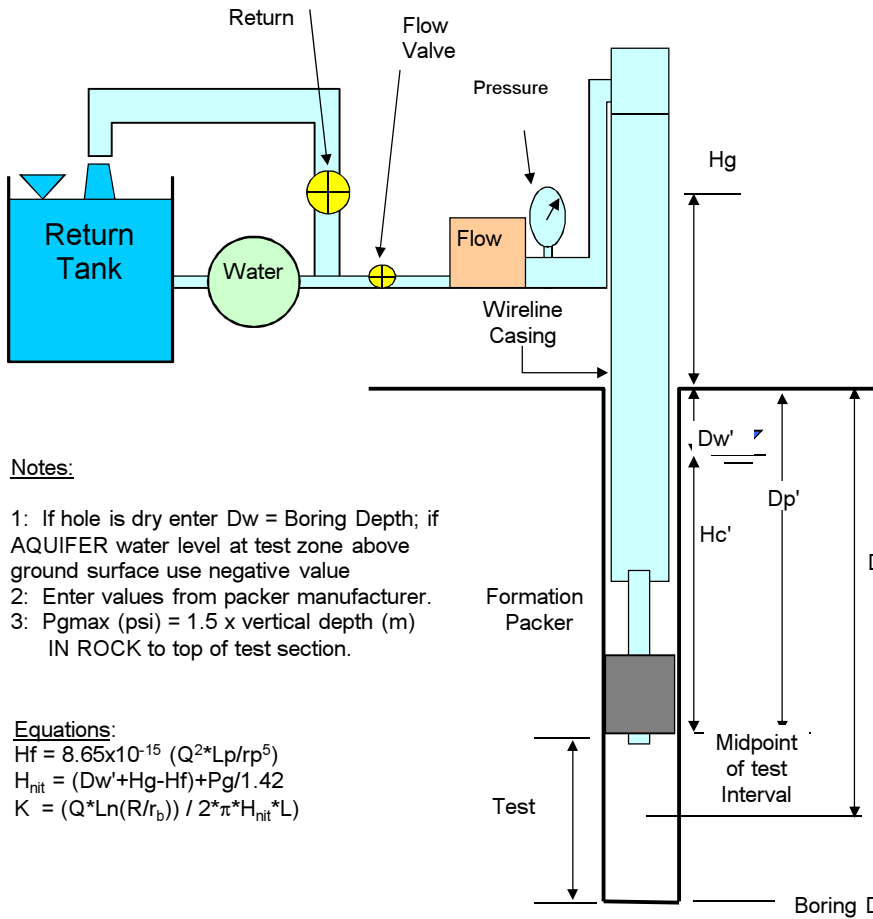 Return
Flow
Valve
Pressure
Hg
Return
Tank
Water
Flow
Wireline
Casing
Dw'
Dp'
Hc'
D
Notes:
1: If hole is dry enter Dw = Boring Depth; if
AQUIFER water level at test zone above
ground surface use negative value
2: Enter values from packer manufacturer.
3: Pgmax (psi) = 1.5 x vertical depth (m)
IN ROCK to top of test section.
Formation
Packer
Equations:
Hf = 8.65x10⁻¹⁵ (Q²*Lp/rp⁵)
Hₙᵢₜ = (Dw'+Hg-Hf)+Pg/1.42
K = (Q*Ln(R/r_b)) / 2*π*Hₙᵢₜ*L)
Midpoint
of test
Interval
Test
Boring D